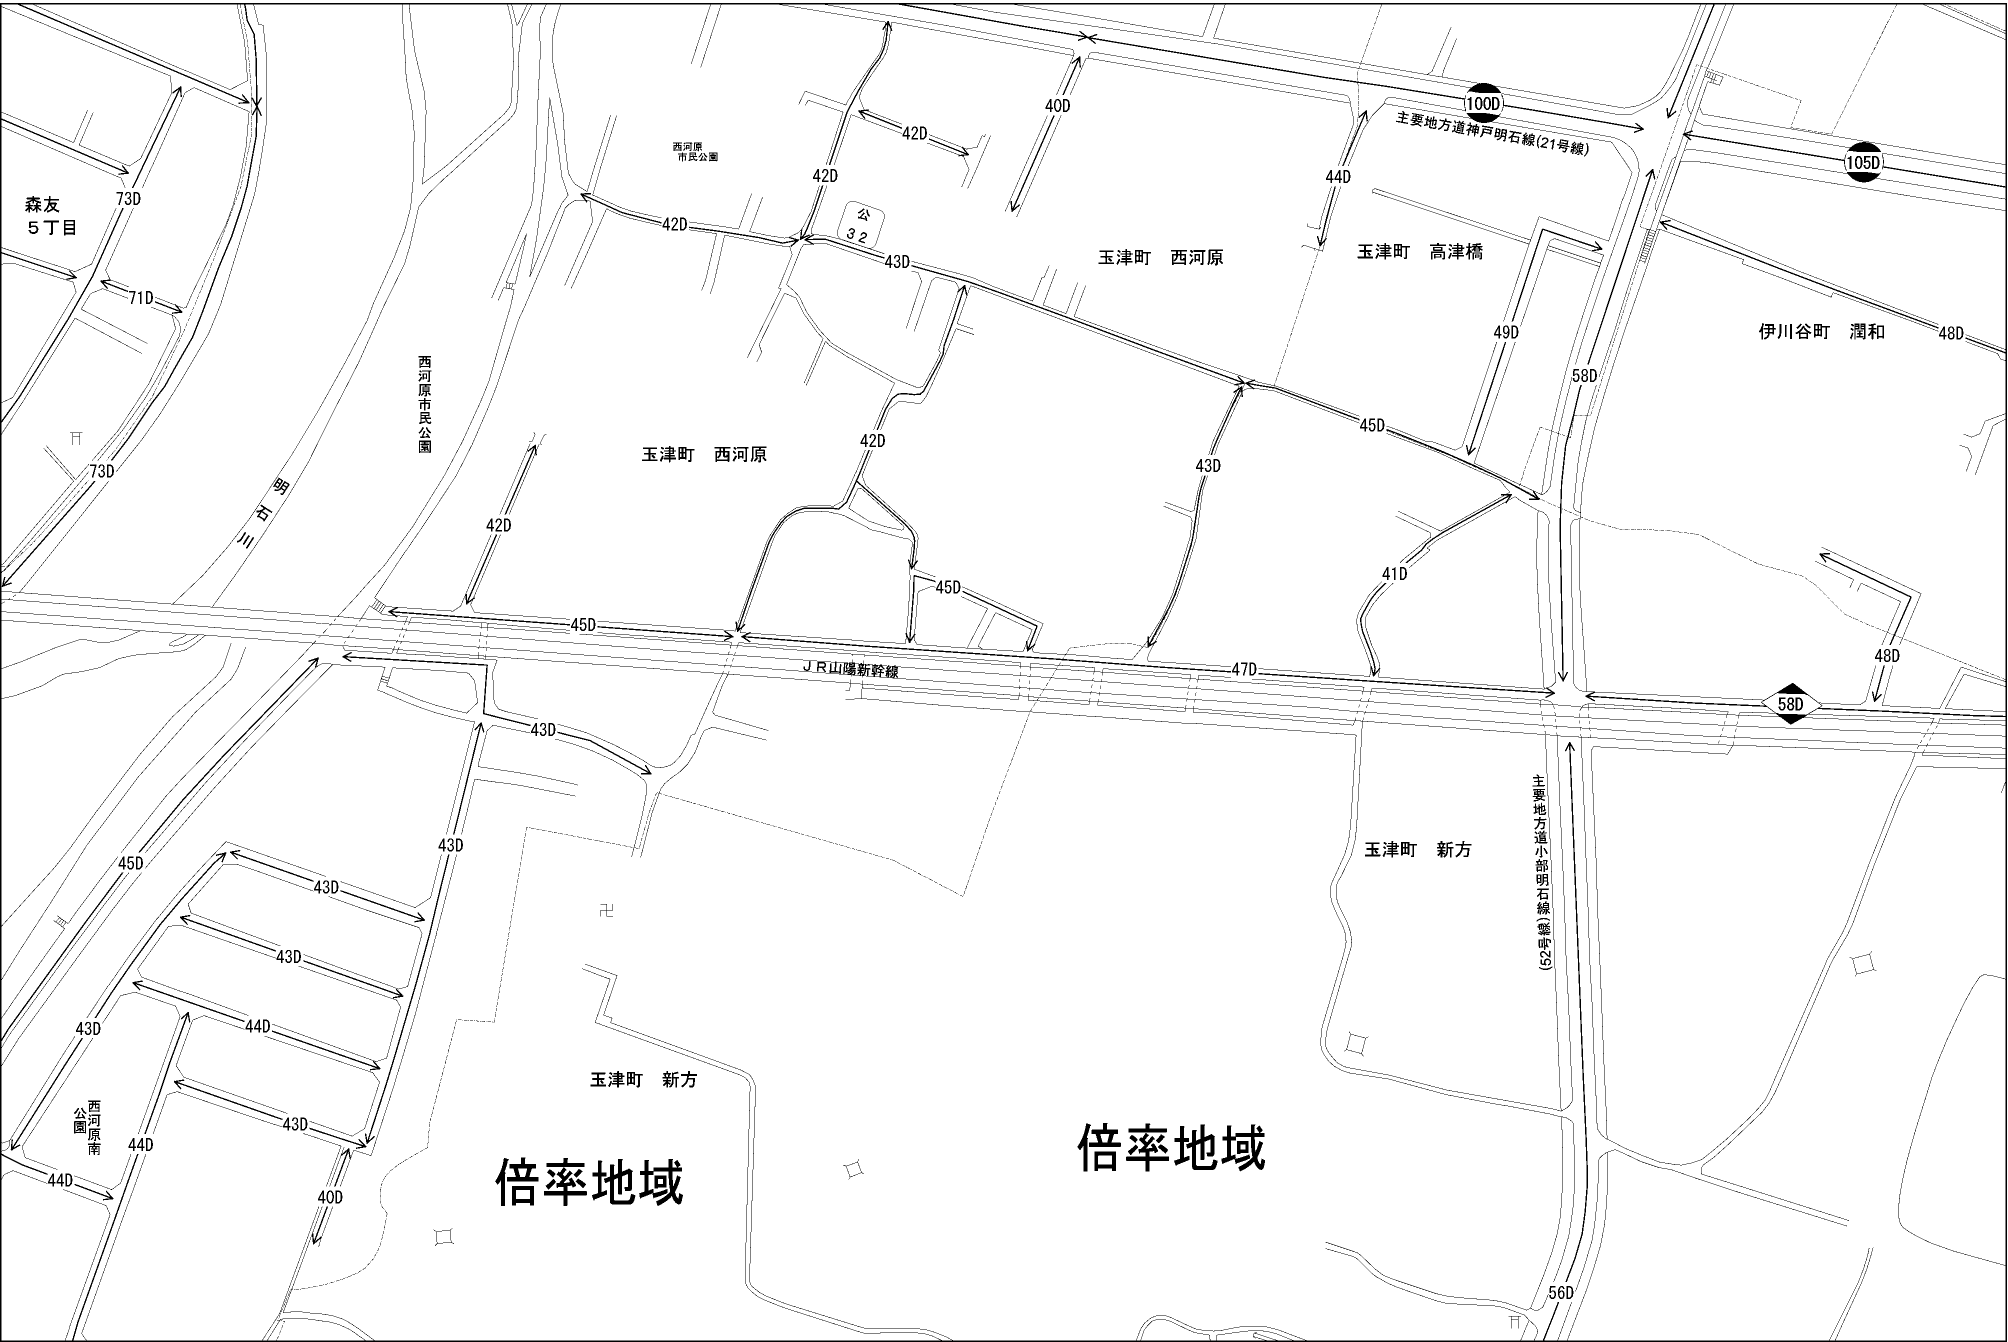 100D
主要地方道神戸明石線(21号線)
105D
40D
42D
西河原
市民公園
42D
44D
森友
５丁目
73D
42D
公
３２
43D
玉津町　西河原
玉津町　高津橋
71D
49D
伊川谷町　潤和
48D
58D
西河原市民公園
玉津町　西河原
42D
45D
43D
73D
明石川
42D
41D
45D
45D
ＪＲ山陽新幹線
47D
48D
58D
43D
主要地方道小部明石線(52号線)
45D
43D
玉津町　新方
43D
43D
43D
44D
玉津町　新方
西河原南
公園
43D
44D
44D
40D
倍率地域
倍率地域
56D